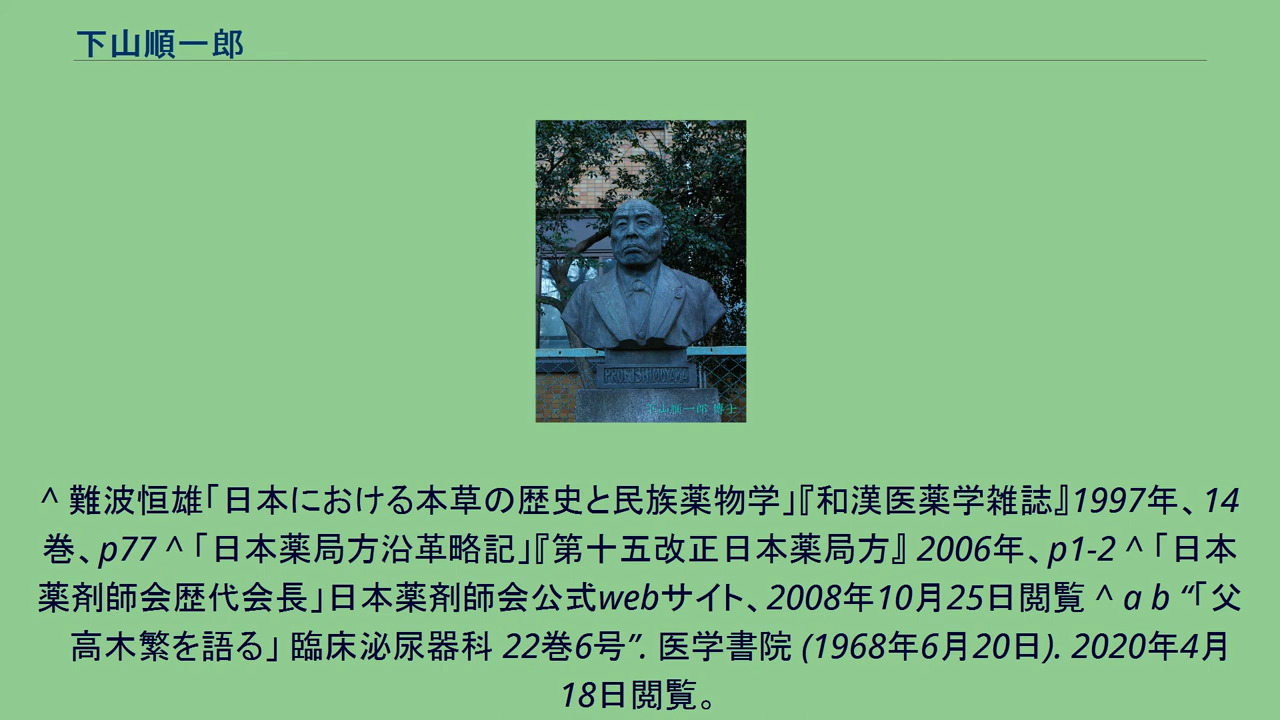 下山順一郎
PROF. SHIMOYAMA
下山順一郎 博士
^ 難波恒雄「日本における本草の歴史と民族薬物学」『和漢医薬学雑誌』1997年、14
巻、p77 ^ 「日本薬局方沿革略記」『第十五改正日本薬局方』 2006年、p1-2 ^ 「日本
薬剤師会歴代会長」日本薬剤師会公式webサイト、2008年10月25日閲覧 ^ a b “「父
高木繁を語る」 臨床泌尿器科 22巻6号”. 医学書院 (1968年6月20日). 2020年4月
18日閲覧。